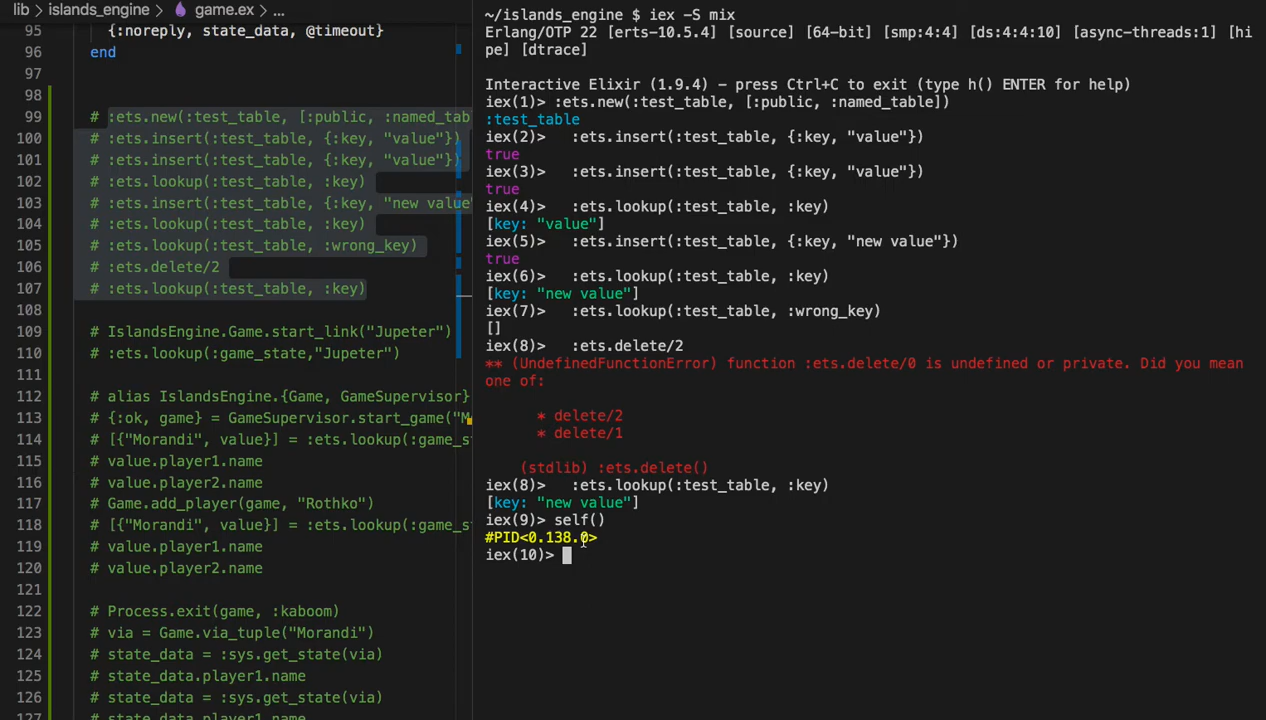 lib > islands_engine > game.ex > ...
95 {:noreply, state_data, @timeout}
96 end
97
98
99 # :ets.new(:test_table, [:public, :named_tab
100 # :ets.insert(:test_table, {:key, "value"})
101 # :ets.insert(:test_table, {:key, "value"})
102 # :ets.lookup(:test_table, :key)
103 # :ets.insert(:test_table, {:key, "new value"
104 # :ets.lookup(:test_table, :key)
105 # :ets.lookup(:test_table, :wrong_key)
106 # :ets.delete/2
107 # :ets.lookup(:test_table, :key)
108
109 # IslandsEngine.Game.start_link("Jupeter")
110 # :ets.lookup(:game_state,"Jupeter")
111
112 # alias IslandsEngine.{Game, GameSupervisor}
113 # {:ok, game} = GameSupervisor.start_game("M
114 # [{"Morandi", value}] = :ets.lookup(:game_s
115 # value.player1.name
116 # value.player2.name
117 # Game.add_player(game, "Rothko")
118 # [{"Morandi", value}] = :ets.lookup(:game_s
119 # value.player1.name
120 # value.player2.name
121
122 # Process.exit(game, :kaboom)
123 # via = Game.via_tuple("Morandi")
124 # state_data = :sys.get_state(via)
125 # state_data.player1.name
126 # state_data = :sys.get_state(via)
127 # state_data.player1.name
~/islands_engine $ iex -S mix
Erlang/OTP 22 [erts-10.5.4] [source] [64-bit] [smp:4:4] [ds:4:4:10] [async-threads:1] [hi
pe] [dtrace]
Interactive Elixir (1.9.4) - press Ctrl+C to exit (type h() ENTER for help)
iex(1)> :ets.new(:test_table, [:public, :named_table])
:test_table
iex(2)> :ets.insert(:test_table, {:key, "value"})
true
iex(3)> :ets.insert(:test_table, {:key, "value"})
true
iex(4)> :ets.lookup(:test_table, :key)
[key: "value"]
iex(5)> :ets.insert(:test_table, {:key, "new value"})
true
iex(6)> :ets.lookup(:test_table, :key)
[key: "new value"]
iex(7)> :ets.lookup(:test_table, :wrong_key)
[]
iex(8)> :ets.delete/2
** (UndefinedFunctionError) function :ets.delete/0 is undefined or private. Did you mean
one of:
* delete/2
* delete/1
(stdlib) :ets.delete()
iex(8)> :ets.lookup(:test_table, :key)
[key: "new value"]
iex(9)> self()
#PID<0.138.0>
iex(10)>